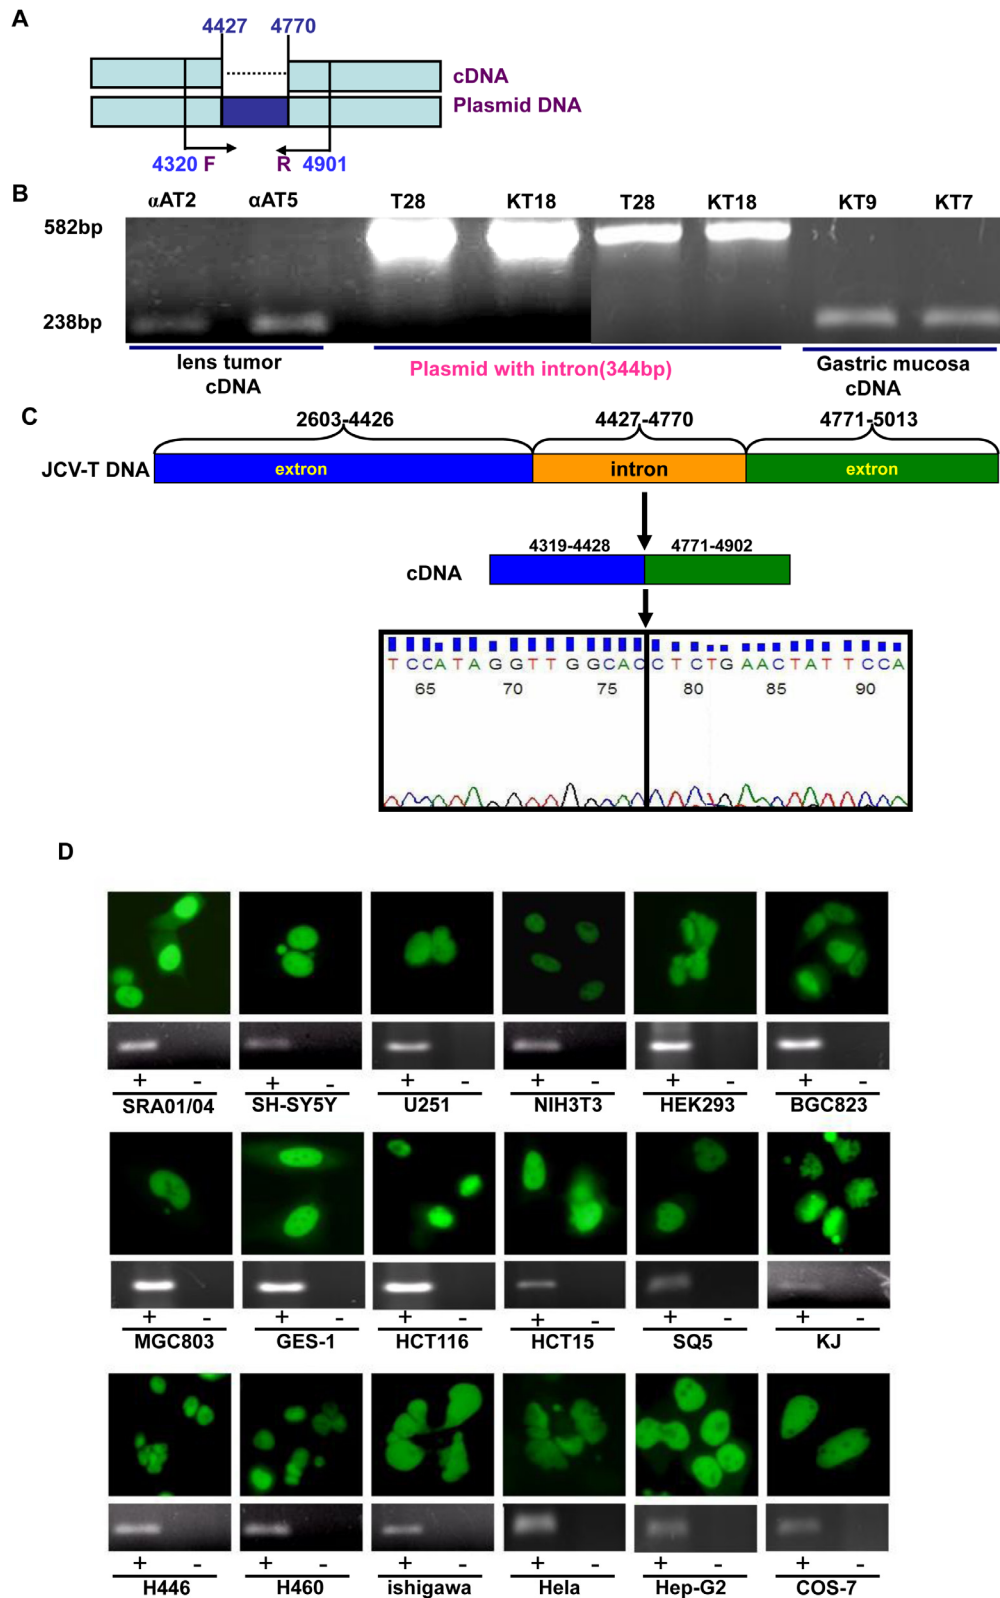 A
4427 4770
cDNA
Plasmid DNA
4320 F R 4901
B
αAT2 αAT5 T28 KT18 T28 KT18 KT9 KT7
582bp
238bp
lens tumor
cDNA
Plasmid with intron(344bp)
Gastric mucosa
cDNA
C
2603-4426 4427-4770 4771-5013
JCV-T DNA extron intron extron
4319-4428 4771-4902
cDNA
TCCATAGGTTGGCACCTCTGAACTATTCCA
65 70 75 80 85 90
D
+ - + - + - + - + - + -
SRA01/04 SH-SY5Y U251 NIH3T3 HEK293 BGC823
+ - + - + - + - + - + -
MGC803 GES-1 HCT116 HCT15 SQ5 KJ
+ - + - + - + - + - + -
H446 H460 ishigawa Hela Hep-G2 COS-7